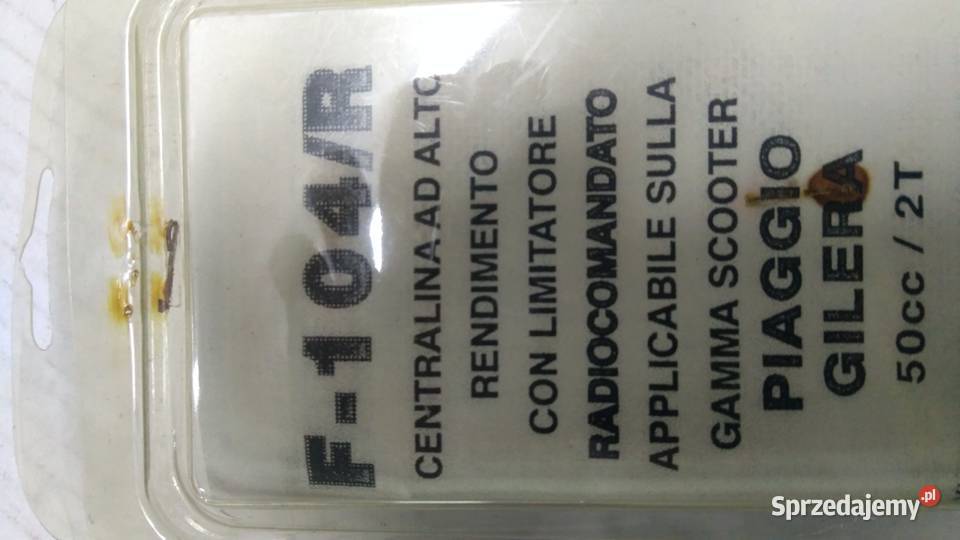 F-104/R
CENTRALINA AD ALTO
RENDIMENTO
CON LIMITATORE
RADIOCOMANDATO
APPLICABILE SULLA
GAMMA SCOOTER
PIAGGIO
GILERA
50cc / 2T
Sprzedajemy.pl